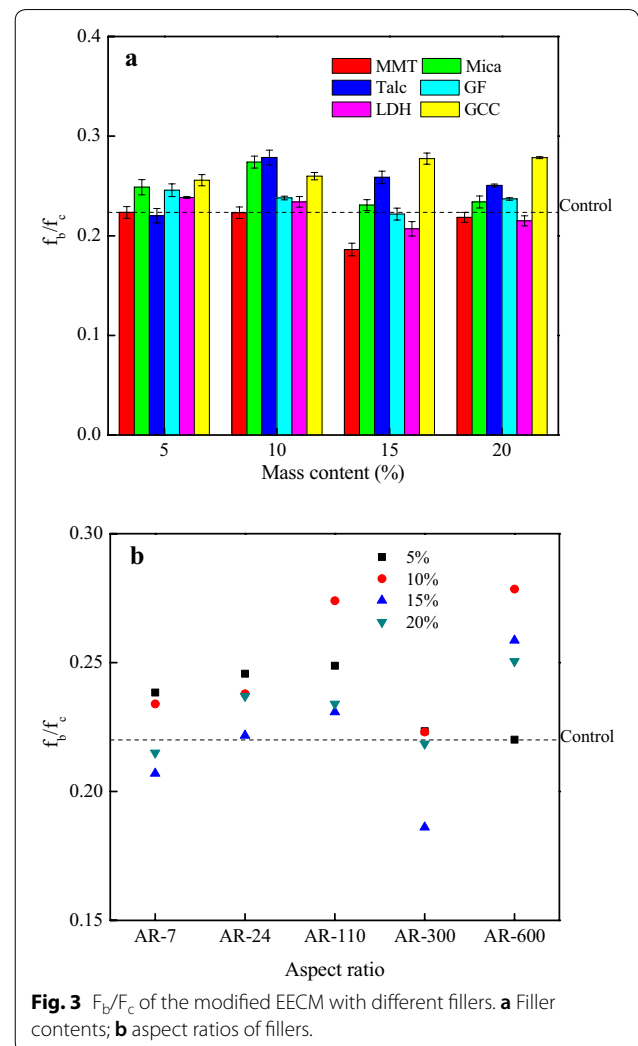 a
MMT Mica
Talc GF
LDH GCC
0.4
0.3
0.2
0.1
0.0
f_b/f_c
Control
5 10 15 20
Mass content (%)
b
5%
10%
15%
20%
0.30
0.25
0.20
0.15
f_b/f_c
Control
AR-7 AR-24 AR-110 AR-300 AR-600
Aspect ratio
Fig. 3 F_b/F_c of the modified EECM with different fillers. a Filler
contents; b aspect ratios of fillers.